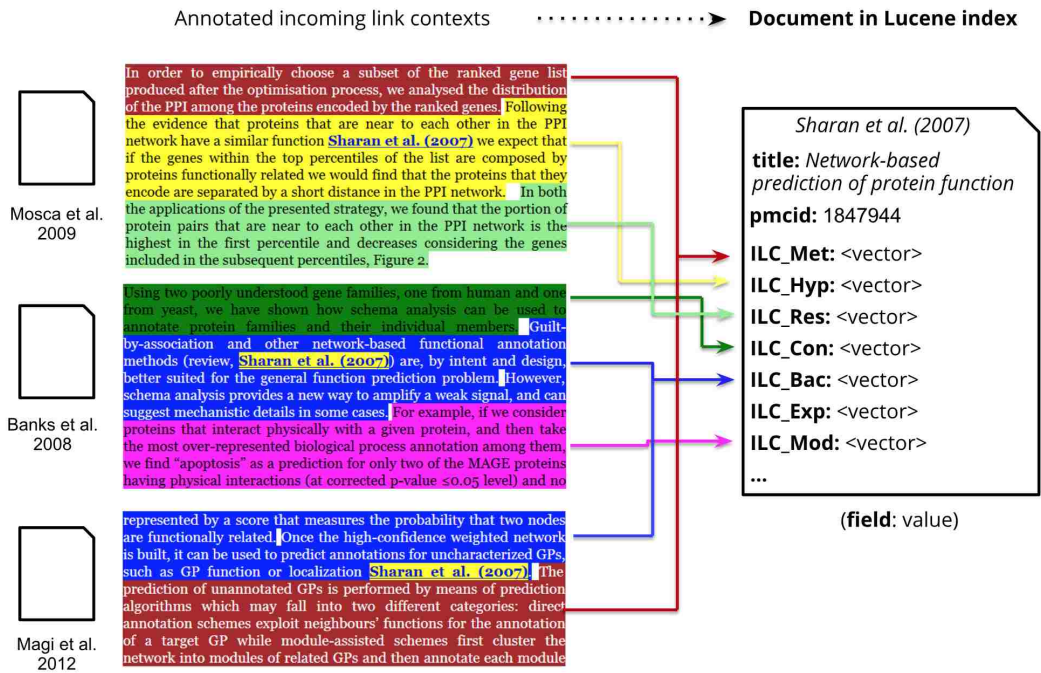 Annotated incoming link contexts
Document in Lucene index
In order to empirically choose a subset of the ranked gene list
produced after the optimisation process, we analysed the distribution
of the PPI among the proteins encoded by the ranked genes. Following
the evidence that proteins that are near to each other in the PPI
network have a similar function Sharan et al. (2007) we expect that
if the genes within the top percentiles of the list are composed by
proteins functionally related we would find that the proteins that they
encode are separated by a short distance in the PPI network. In both
the applications of the presented strategy, we found that the portion of
protein pairs that are near to each other in the PPI network is the
highest in the first percentile and decreases considering the genes
included in the subsequent percentiles, Figure 2.
Mosca et al.
2009
Using two poorly understood gene families, one from human and one
from yeast, we have shown how schema analysis can be used to
annotate protein families and their individual members. Guilt-
by-association and other network-based functional annotation
methods (review, Sharan et al. (2007)) are, by intent and design,
better suited for the general function prediction problem. However,
schema analysis provides a new way to amplify a weak signal, and can
suggest mechanistic details in some cases. For example, if we consider
proteins that interact physically with a given protein, and then take
the most over-represented biological process annotation among them,
we find “apoptosis” as a prediction for only two of the MAGE proteins
having physical interactions (at corrected p-value ≤0.05 level) and no
Banks et al.
2008
represented by a score that measures the probability that two nodes
are functionally related. Once the high-confidence weighted network
is built, it can be used to predict annotations for uncharacterized GPs,
such as GP function or localization Sharan et al. (2007). The
prediction of unannotated GPs is performed by means of prediction
algorithms which may fall into two different categories: direct
annotation schemes exploit neighbours’ functions for the annotation
of a target GP while module-assisted schemes first cluster the
network into modules of related GPs and then annotate each module
Magi et al.
2012
Sharan et al. (2007)
title: Network-based
prediction of protein function
pmcid: 1847944
ILC_Met: <vector>
ILC_Hyp: <vector>
ILC_Res: <vector>
ILC_Con: <vector>
ILC_Bac: <vector>
ILC_Exp: <vector>
ILC_Mod: <vector>
...
(field: value)